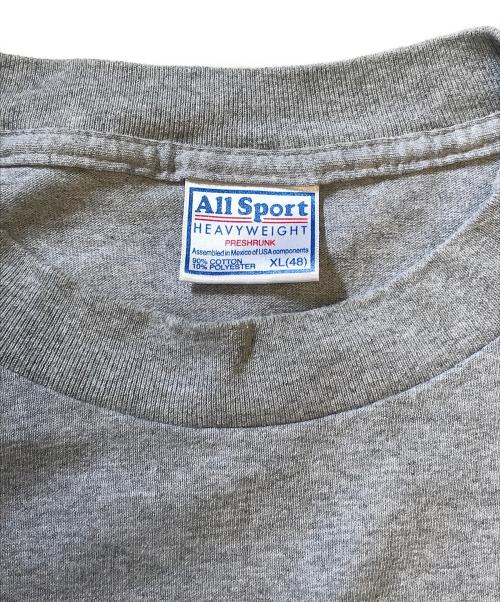 All Sport
HEAVYWEIGHT
PRESHRUNK
Assembled in Mexico of USA components
90% COTTON
10% POLYESTER XL(48)